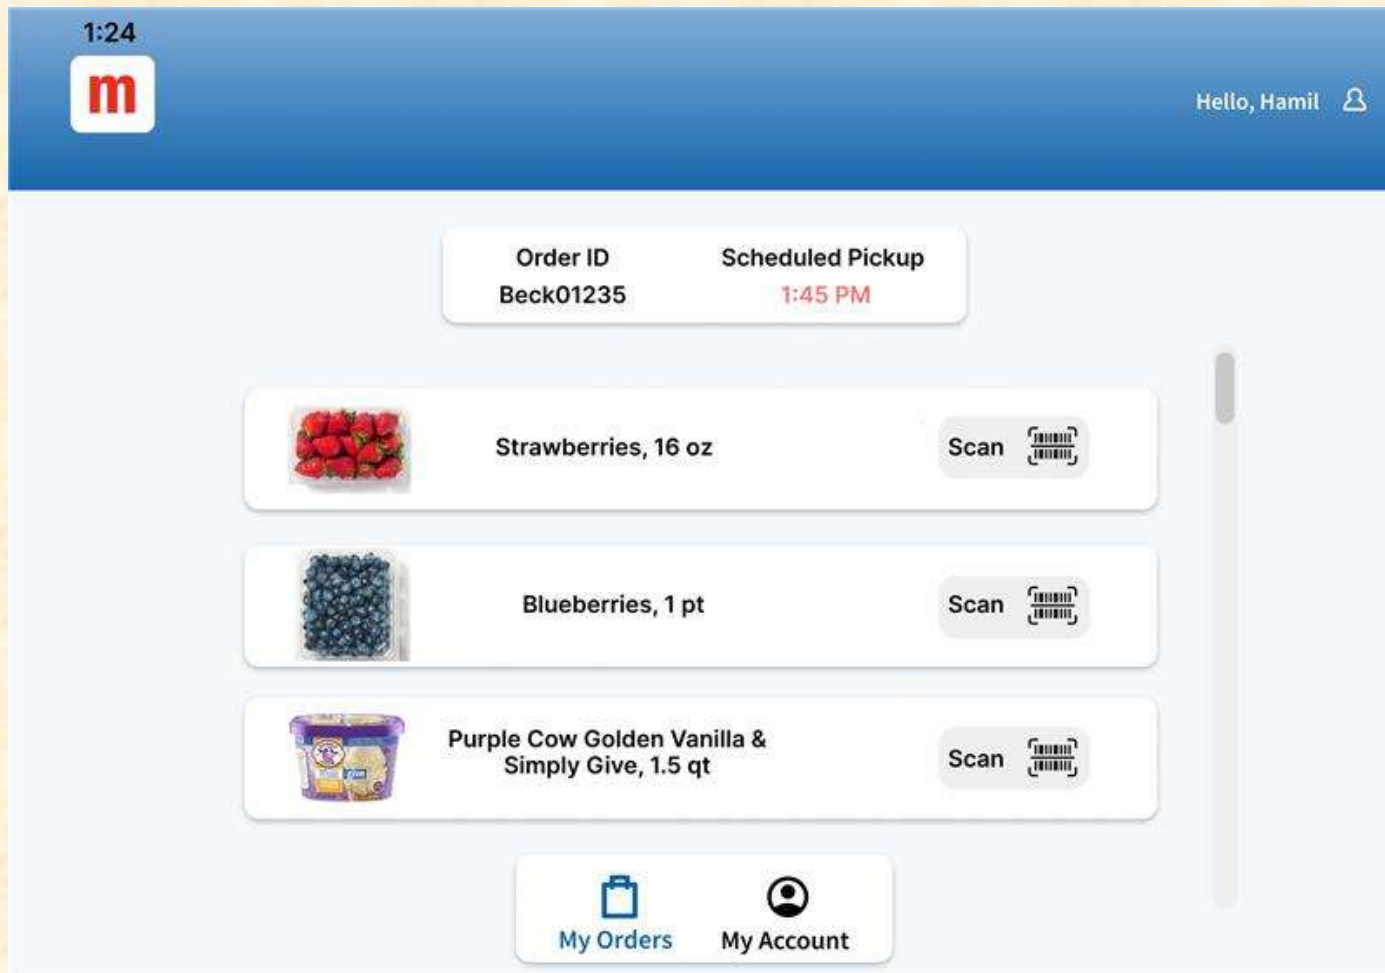 1:24
m
Hello, Hamil
Order ID
Scheduled Pickup
Beck01235
1:45 PM
Strawberries, 16 oz
Scan
Blueberries, 1 pt
Scan
Purple Cow Golden Vanilla &
Simply Give, 1.5 qt
Scan
My Orders
My Account